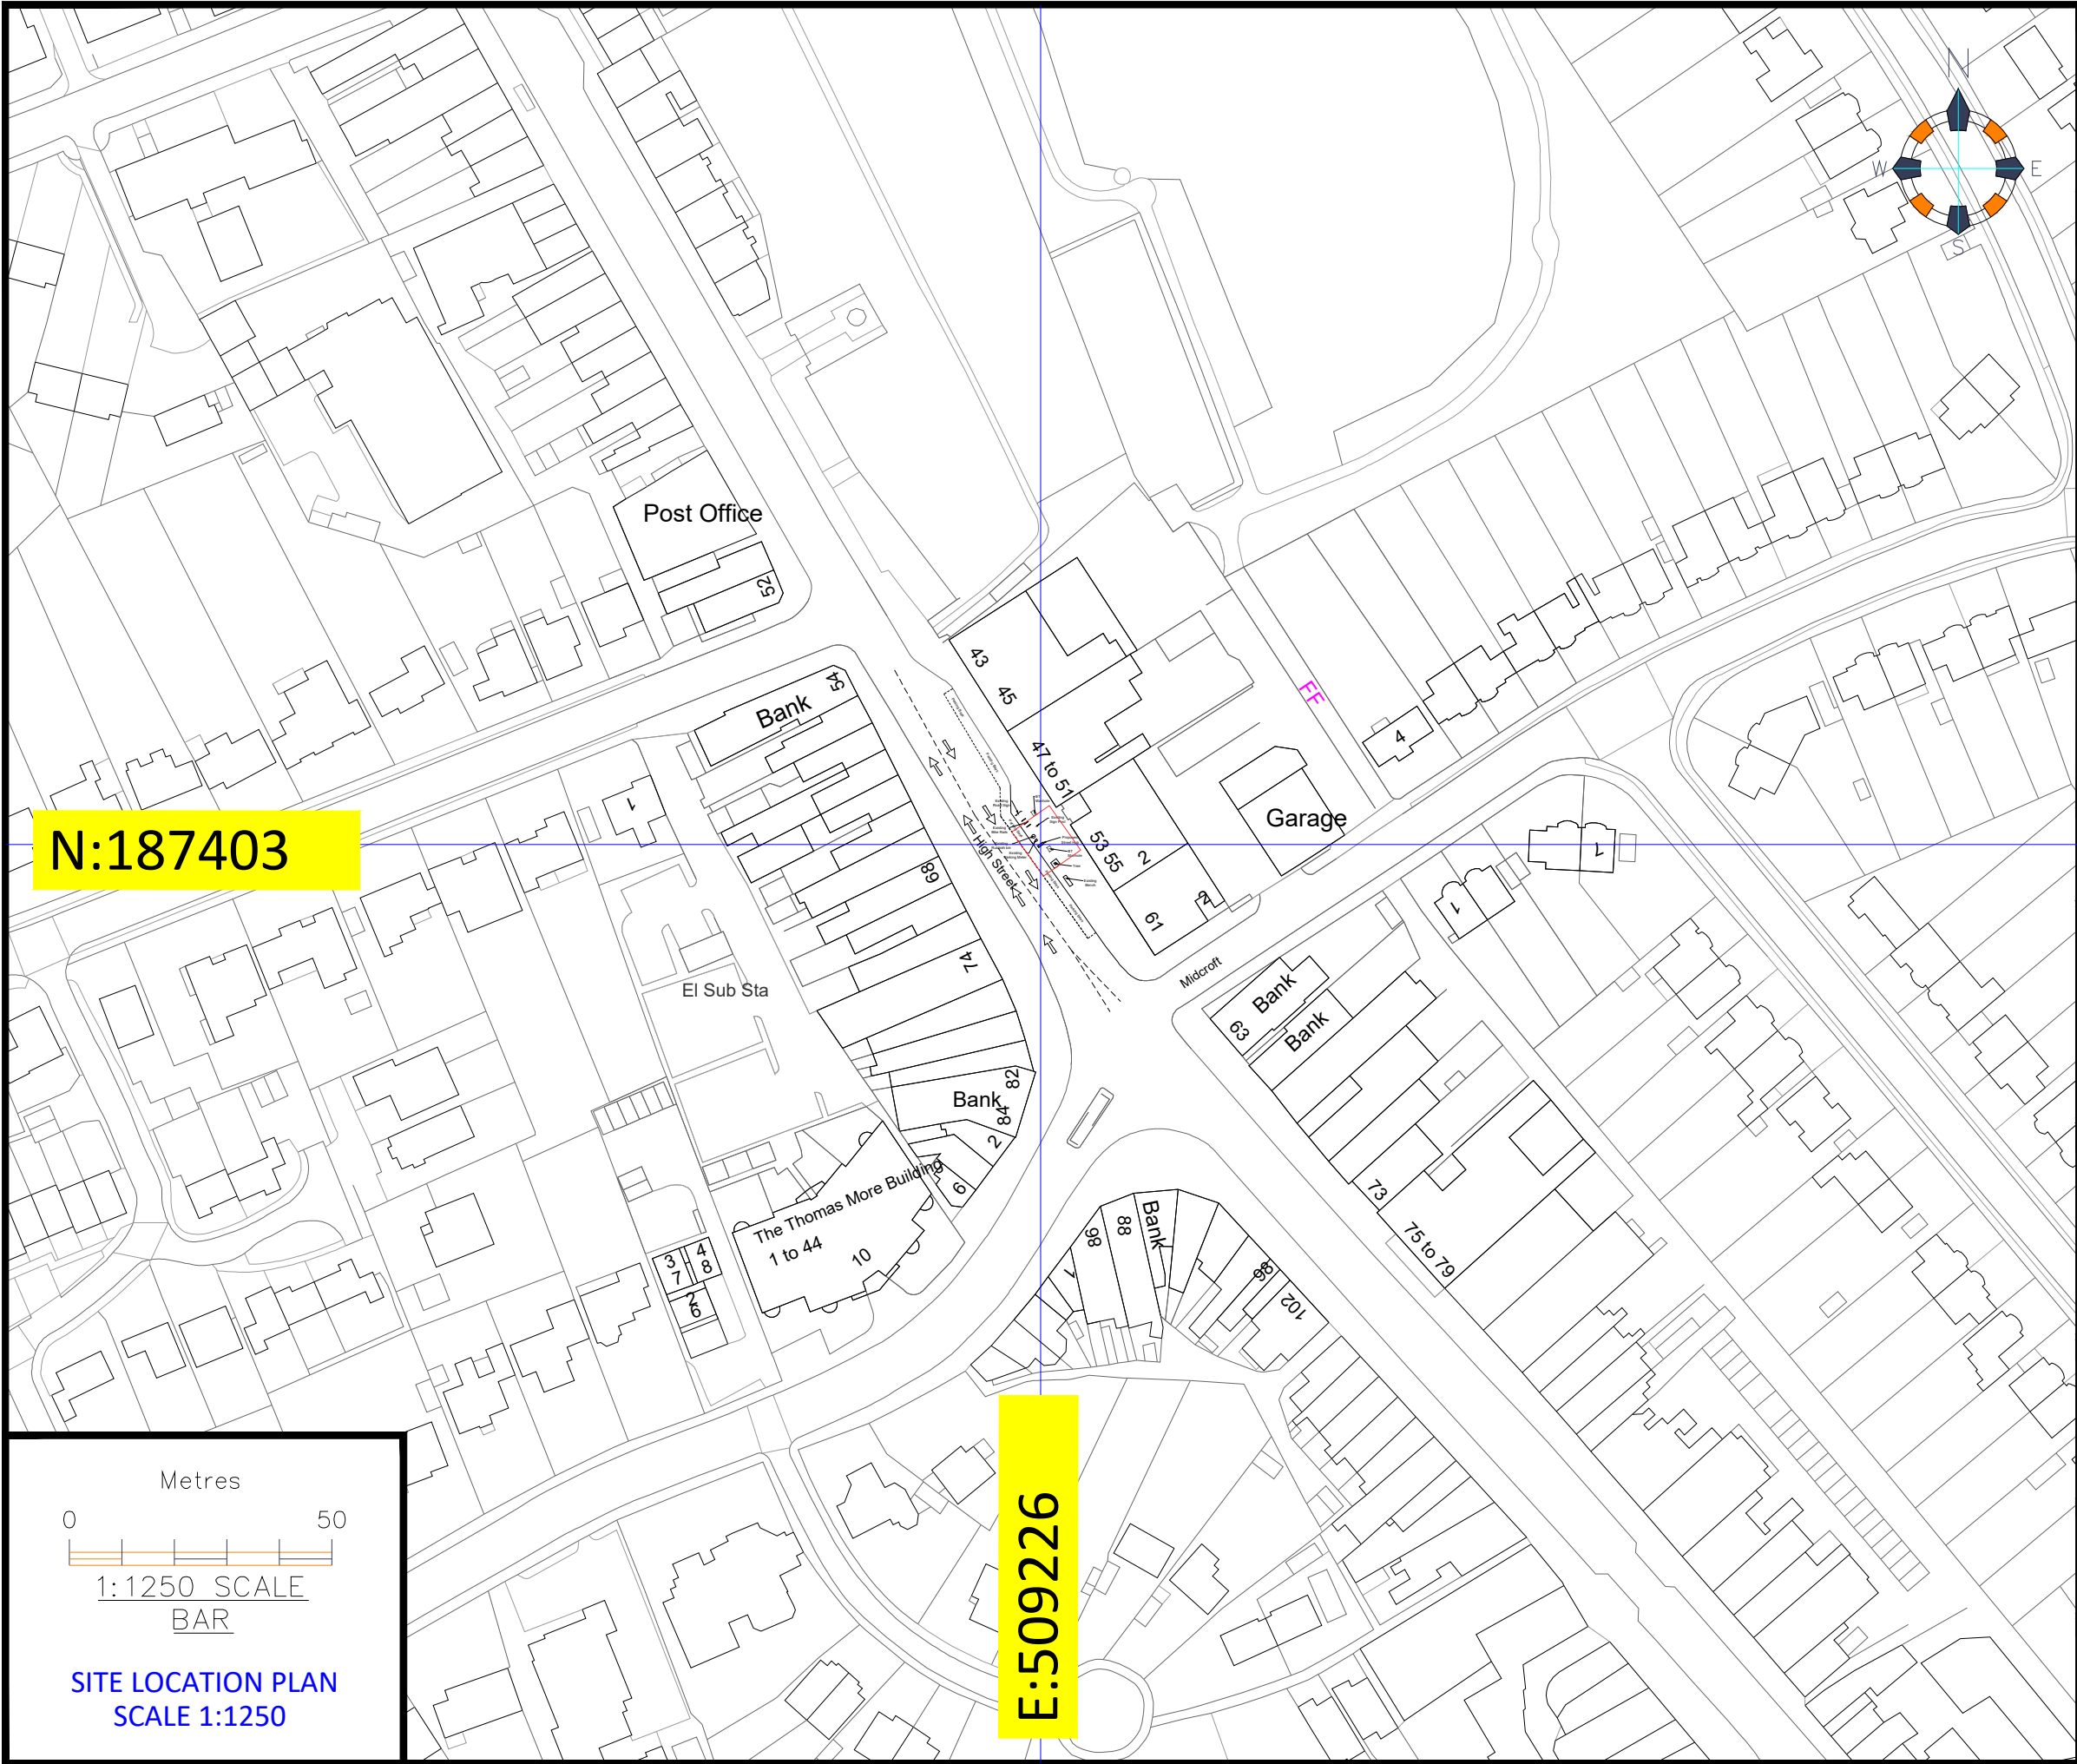 N
W
E
S
Post Office
52
43
45
FF
54
Bank
47 to 51
4
1
Garage
53 55
2
N:187403
High Street
68
1
1
2
61
74
Midcroft
El Sub Sta
Bank
63
Bank
82
Bank
84
2
The Thomas More Building
6
73
1 to 44
10
3
4
7
8
2
6
86
88
Bank
75 to 79
1
98
102
E:509226
Metres
0
50
1:1250 SCALE
BAR
SITE LOCATION PLAN
SCALE 1:1250